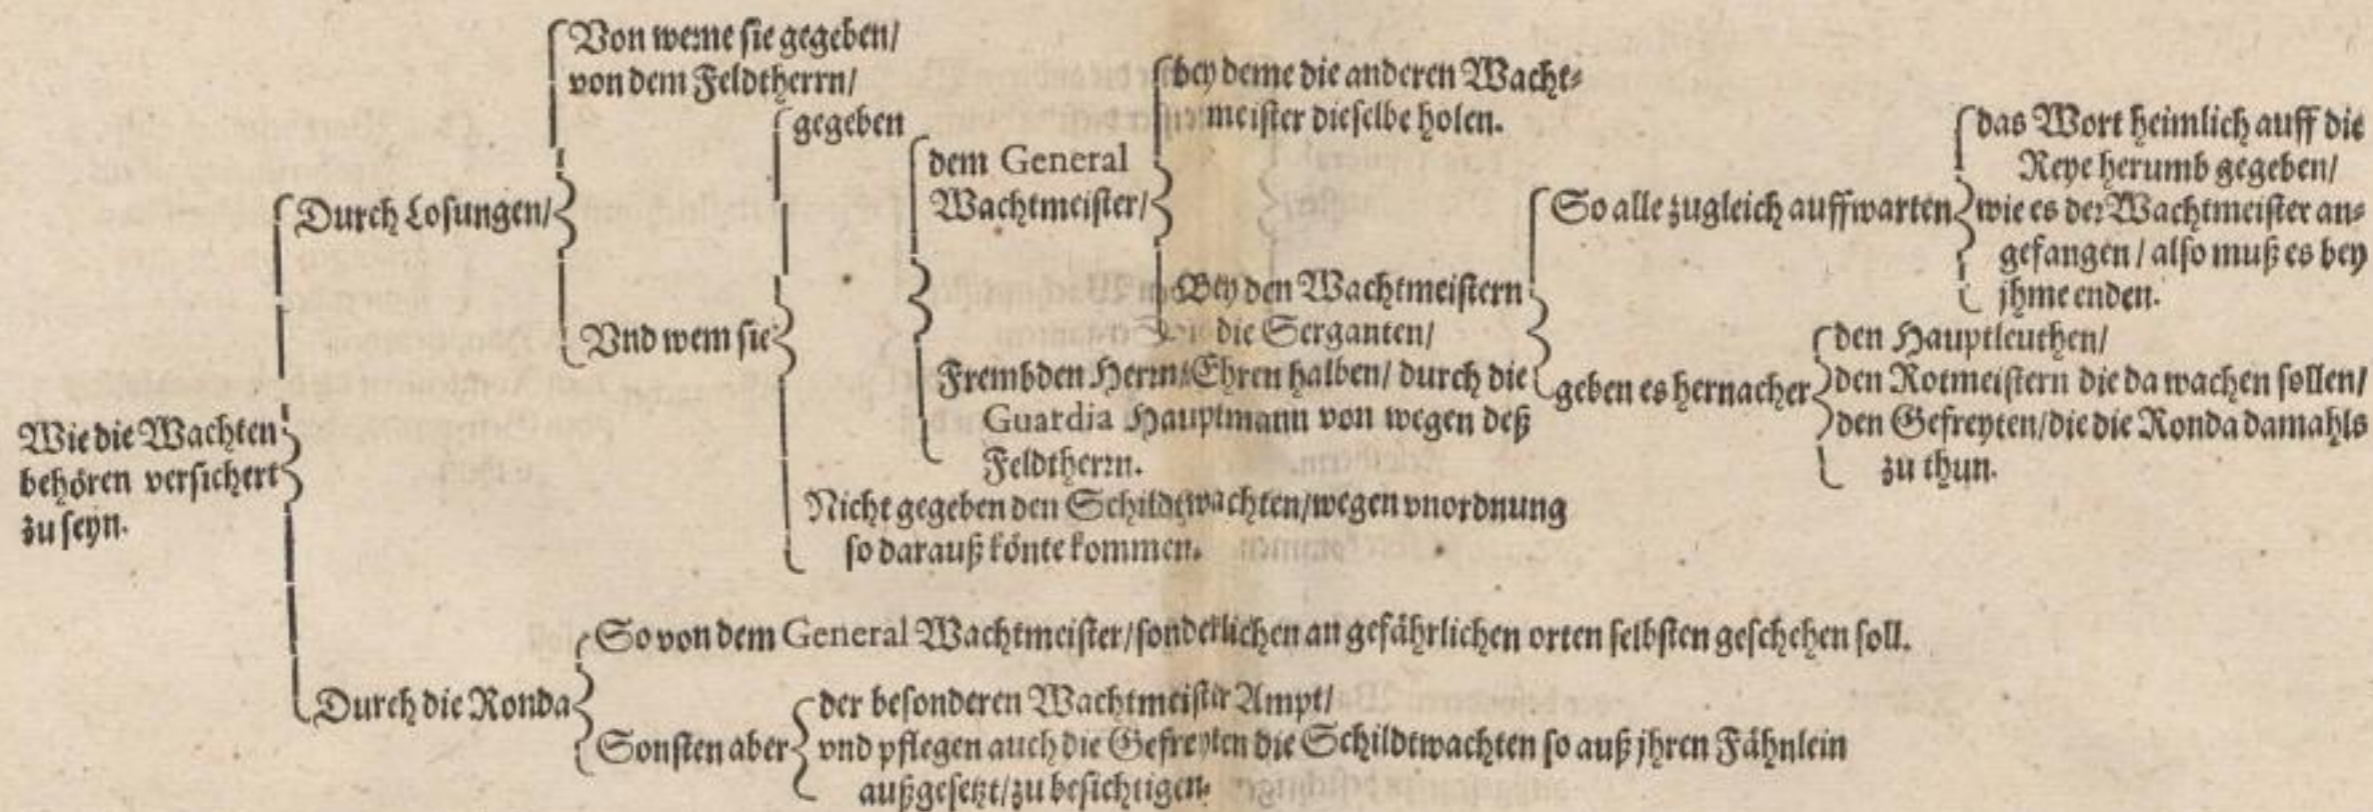 Wie die Wachten
behören versichert
zu seyn.
Durch Losungen/
Von weme sie gegeben/
von dem Feldtherrn/
Vnd wem sie
gegeben
dem General
Wachtmeister/
bey deme die anderen Wacht-
meister dieselbe holen.
Bey den Wachtmeistern
die Serganten/
So alle zugleich auffwarten
das Wort heimlich auff die
Reye herumb gegeben/
wie es der Wachtmeister an-
gefangen / also muß es bey
jhme enden.
geben es hernacher
den Hauptleuthen/
den Rotmeistern die da wachen sollen/
den Gefreyten/die die Ronda damahls
zu thun.
Frembden Herrn Ehren halben/ durch die
Guardia Hauptmann von wegen deß
Feldtherrn.
Nicht gegeben den Schildtwachten/wegen vnordnung
so darauß könte kommen.
Durch die Ronda
So von dem General Wachtmeister/sonderlichen an gefährlichen orten selbsten geschehen soll.
Sonsten aber
der besonderen Wachtmeister Ampt/
vnd pflegen auch die Gefreyten die Schildtwachten so auß jhren Fähnlein
außgesetzt/zu besichtigen.